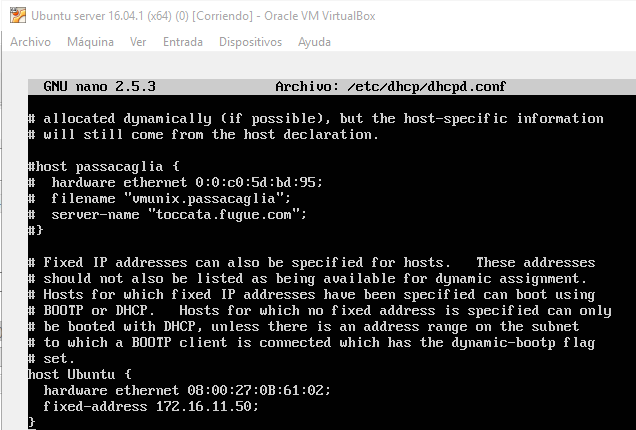 Ubuntu server 16.04.1 (x64) (0) [Corriendo] - Oracle VM VirtualBox
Archivo Máquina Ver Entrada Dispositivos Ayuda
GNU nano 2.5.3 Archivo: /etc/dhcp/dhcpd.conf
# allocated dynamically (if possible), but the host-specific information
# will still come from the host declaration.
#host passacaglia {
#  hardware ethernet 0:0:c0:5d:bd:95;
#  filename "vmunix.passacaglia";
#  server-name "toccata.fugue.com";
#}
# Fixed IP addresses can also be specified for hosts.   These addresses
# should not also be listed as being available for dynamic assignment.
# Hosts for which fixed IP addresses have been specified can boot using
# BOOTP or DHCP.   Hosts for which no fixed address is specified can only
# be booted with DHCP, unless there is an address range on the subnet
# to which a BOOTP client is connected which has the dynamic-bootp flag
# set.
host Ubuntu {
  hardware ethernet 08:00:27:0B:61:02;
  fixed-address 172.16.11.50;
}